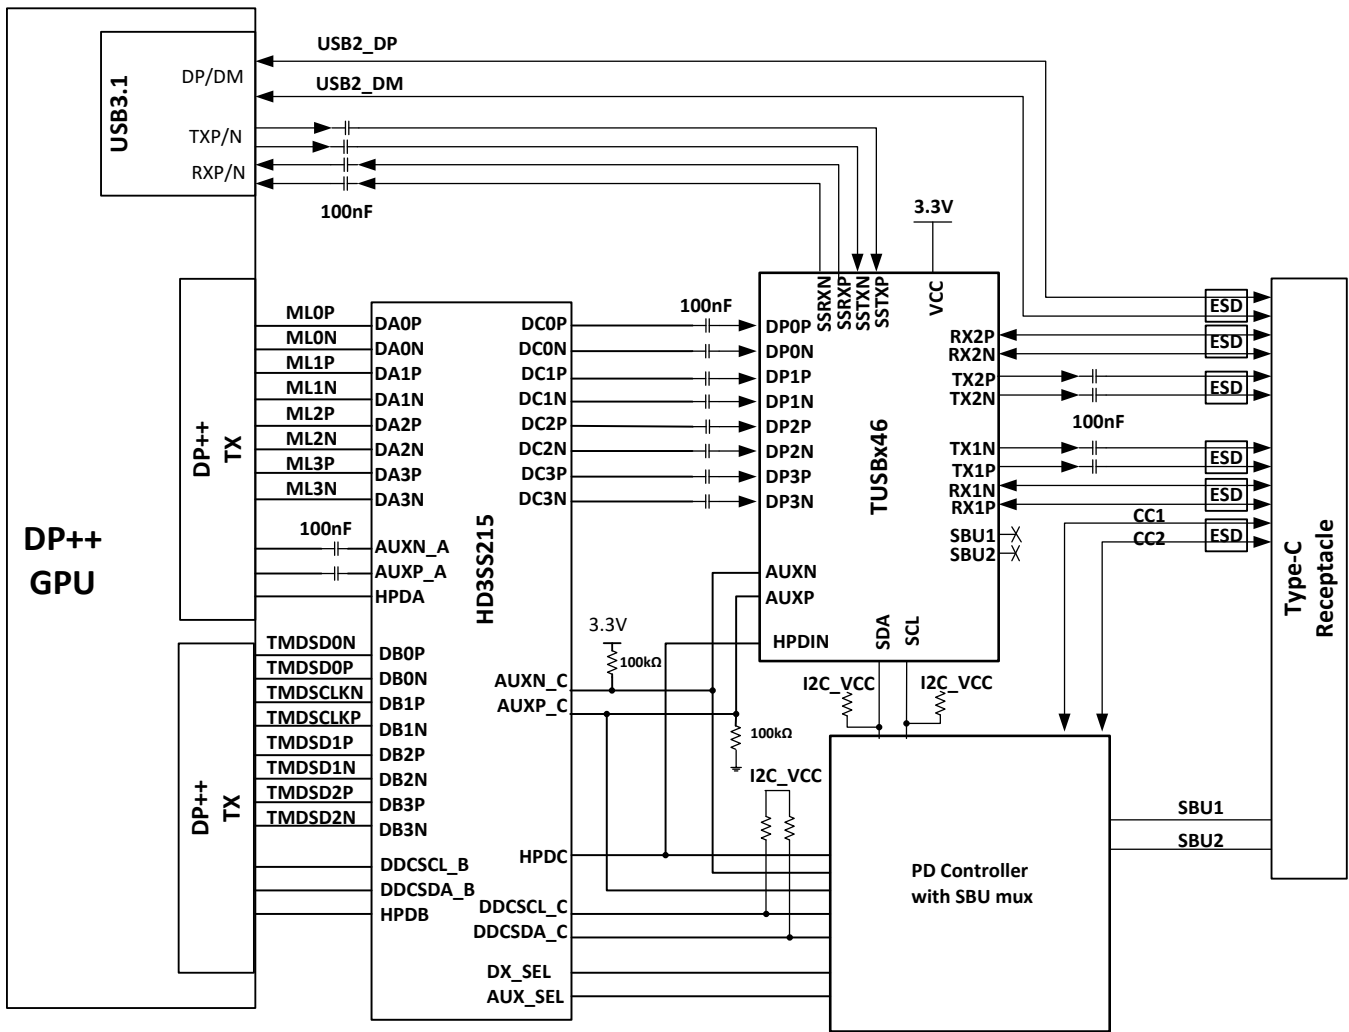 USB2_DP
USB2_DM
USB3.1
DP/DM
TXP/N
RXP/N
100nF
3.3V
DP++
TX
ML0P
ML0N
ML1P
ML1N
ML2P
ML2N
ML3P
ML3N
100nF
DP++
GPU
DP++
TX
TMDSD0N
TMDSD0P
TMDSCLKN
TMDSCLKP
TMDSD1P
TMDSD1N
TMDSD2P
TMDSD2N
HD3SS215
DA0P
DA0N
DA1P
DA1N
DA2P
DA2N
DA3P
DA3N
AUXN_A
AUXP_A
HPDA
DB0P
DB0N
DB1P
DB1N
DB2P
DB2N
DB3P
DB3N
DDCSCL_B
DDCSDA_B
HPDB
DC0P
DC0N
DC1P
DC1N
DC2P
DC2N
DC3P
DC3N
AUXN_C
AUXP_C
HPDC
DDCSCL_C
DDCSDA_C
DX_SEL
AUX_SEL
100nF
3.3V
100kΩ
100kΩ
I2C_VCC
TUSBx46
SSRXN
SSRXP
SSTXN
SSTXP
VCC
DP0P
DP0N
DP1P
DP1N
DP2P
DP2N
DP3P
DP3N
AUXN
AUXP
HPDIN
SDA
SCL
RX2P
RX2N
TX2P
TX2N
TX1N
TX1P
RX1N
RX1P
SBU1
SBU2
100nF
CC1
CC2
ESD
ESD
ESD
ESD
ESD
ESD
I2C_VCC
I2C_VCC
PD Controller
with SBU mux
SBU1
SBU2
Type-C
Receptacle